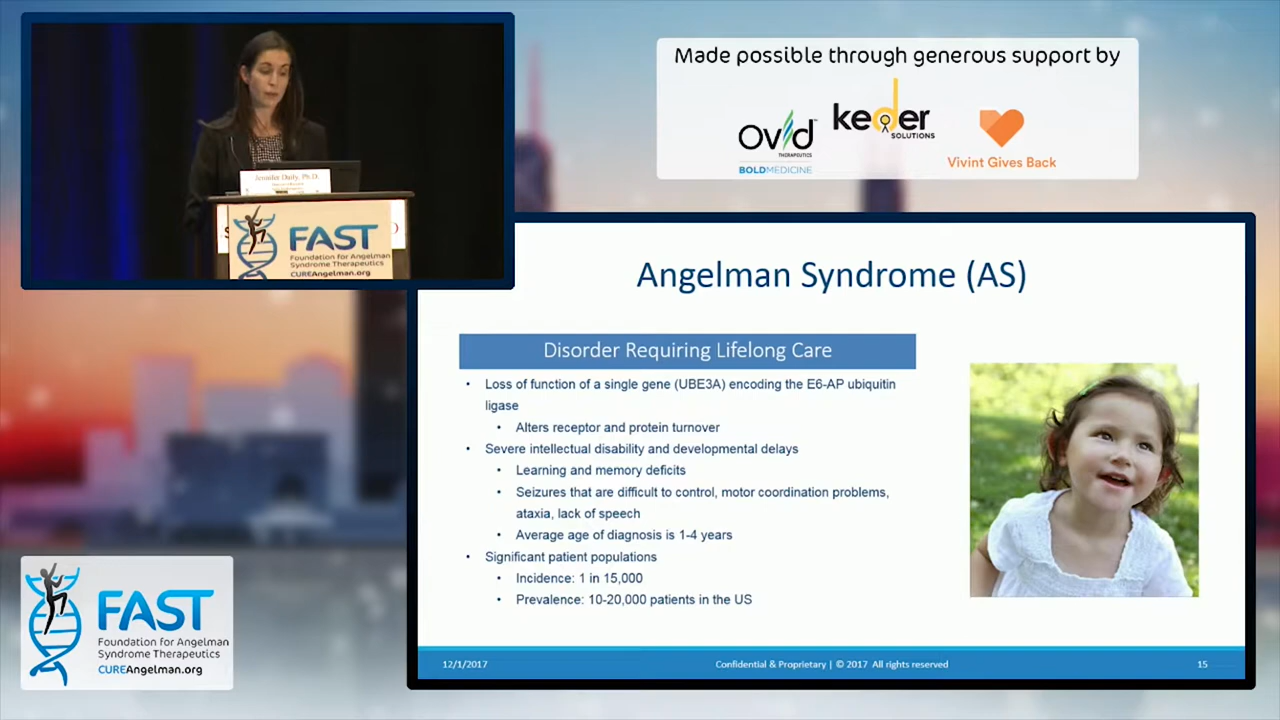 Made possible through generous support by
Ovid
THERAPEUTICS
BOLDMEDICINE
keder
SOLUTIONS
Vivint Gives Back
Jennifer Duffy, Ph.D.
FAST
Foundation for Angelman
Syndrome Therapeutics
CUREAngelman.org
Angelman Syndrome (AS)
Disorder Requiring Lifelong Care
• Loss of function of a single gene (UBE3A) encoding the E6-AP ubiquitin
ligase
• Alters receptor and protein turnover
• Severe intellectual disability and developmental delays
• Learning and memory deficits
• Seizures that are difficult to control, motor coordination problems,
ataxia, lack of speech
• Average age of diagnosis is 1-4 years
• Significant patient populations
• Incidence: 1 in 15,000
• Prevalence: 10-20,000 patients in the US
12/1/2017 Confidential & Proprietary | © 2017 All rights reserved 15
FAST
Foundation for Angelman
Syndrome Therapeutics
CUREAngelman.org